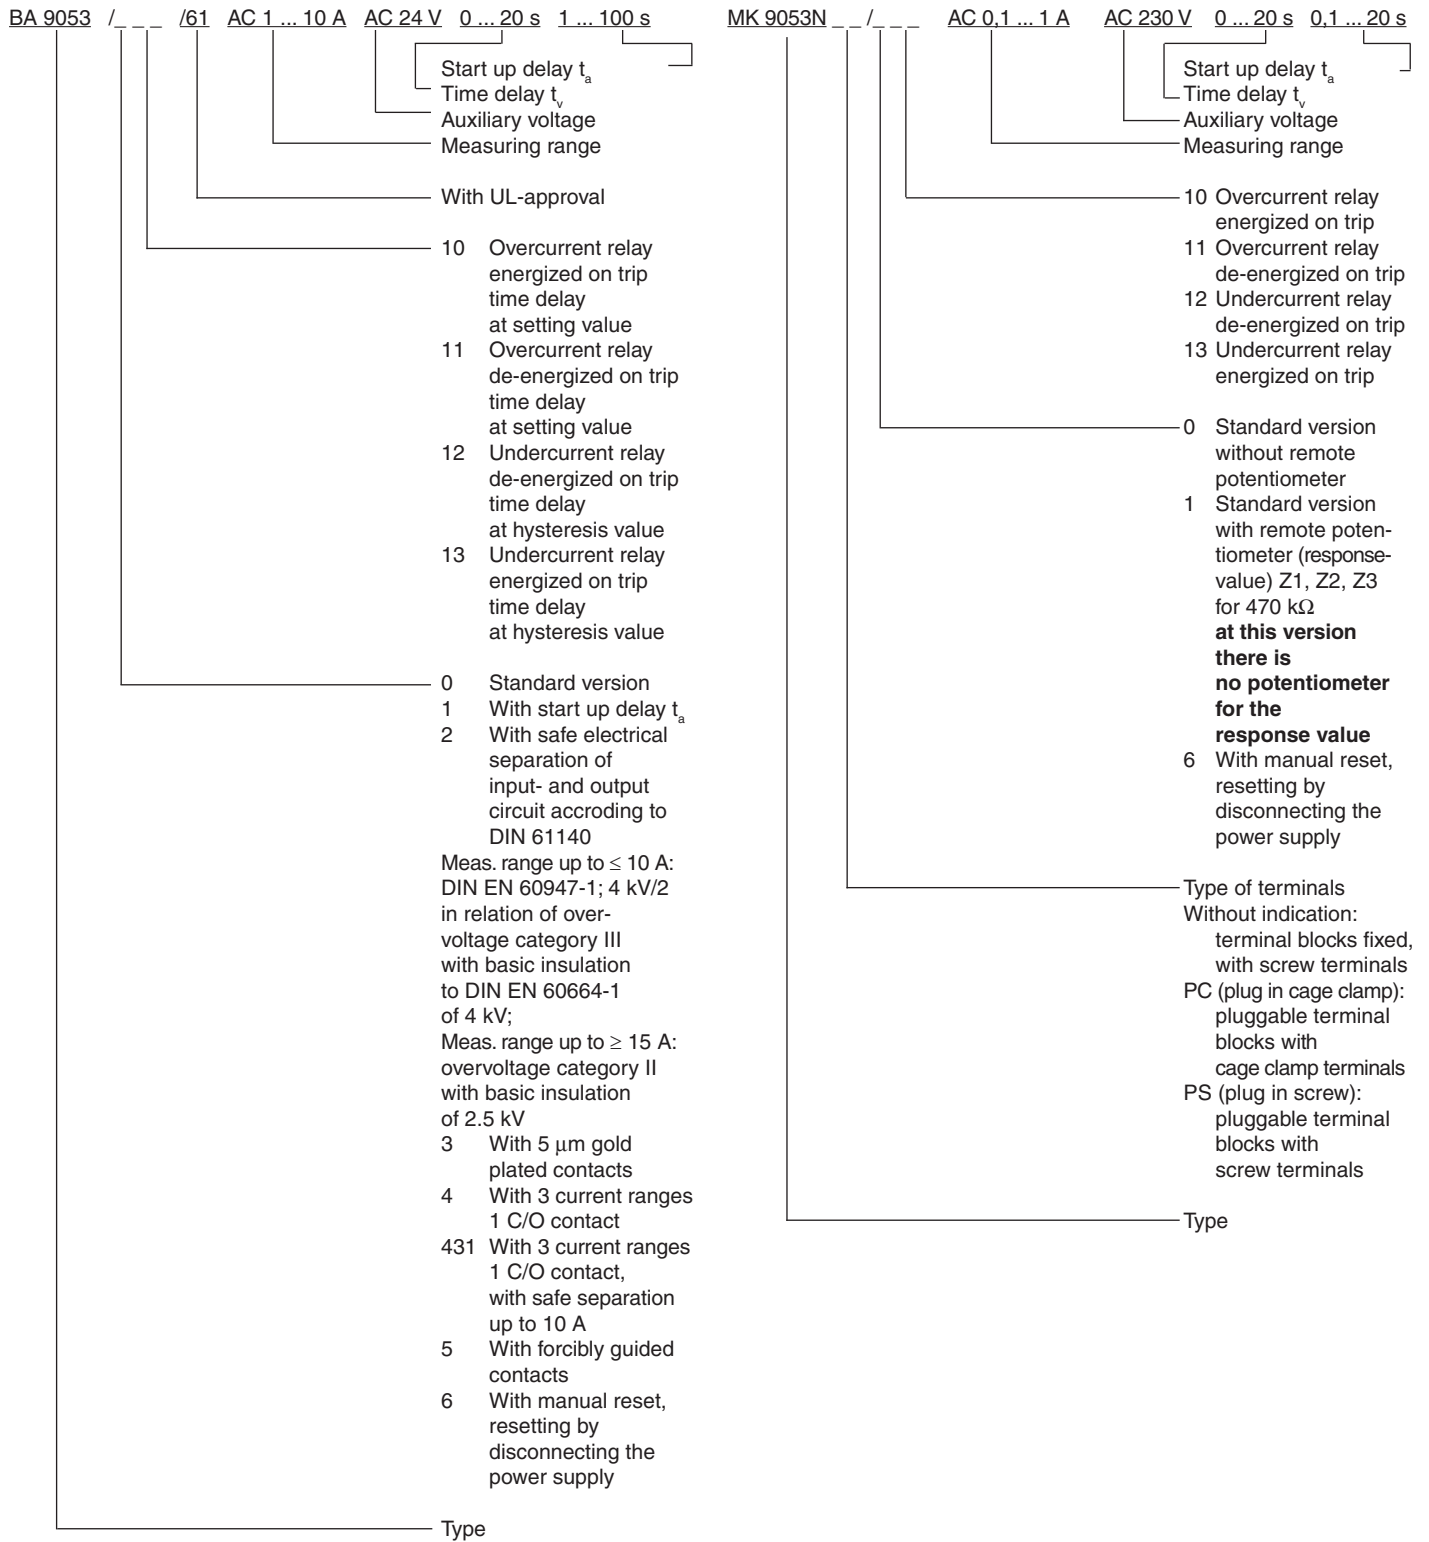 BA 9053 /_ _ _ /61 AC 1 ... 10 A AC 24 V 0 ... 20 s 1 ... 100 s
Start up delay ta
Time delay tv
Auxiliary voltage
Measuring range
With UL-approval
10 Overcurrent relay
energized on trip
time delay
at setting value
11 Overcurrent relay
de-energized on trip
time delay
at setting value
12 Undercurrent relay
de-energized on trip
time delay
at hysteresis value
13 Undercurrent relay
energized on trip
time delay
at hysteresis value
0 Standard version
1 With start up delay ta
2 With safe electrical
separation of
input- and output
circuit accroding to
DIN 61140
Meas. range up to ≤ 10 A:
DIN EN 60947-1; 4 kV/2
in relation of over-
voltage category III
with basic insulation
to DIN EN 60664-1
of 4 kV;
Meas. range up to ≥ 15 A:
overvoltage category II
with basic insulation
of 2.5 kV
3 With 5 µm gold
plated contacts
4 With 3 current ranges
1 C/O contact
431 With 3 current ranges
1 C/O contact,
with safe separation
up to 10 A
5 With forcibly guided
contacts
6 With manual reset,
resetting by
disconnecting the
power supply
Type
MK 9053N _ _ /_ _ _ AC 0,1 ... 1 A AC 230 V 0 ... 20 s 0,1 ... 20 s
Start up delay ta
Time delay tv
Auxiliary voltage
Measuring range
10 Overcurrent relay
energized on trip
11 Overcurrent relay
de-energized on trip
12 Undercurrent relay
de-energized on trip
13 Undercurrent relay
energized on trip
0 Standard version
without remote
potentiometer
1 Standard version
with remote poten-
tiometer (response-
value) Z1, Z2, Z3
for 470 kΩ
at this version
there is
no potentiometer
for the
response value
6 With manual reset,
resetting by
disconnecting the
power supply
Type of terminals
Without indication:
terminal blocks fixed,
with screw terminals
PC (plug in cage clamp):
pluggable terminal
blocks with
cage clamp terminals
PS (plug in screw):
pluggable terminal
blocks with
screw terminals
Type